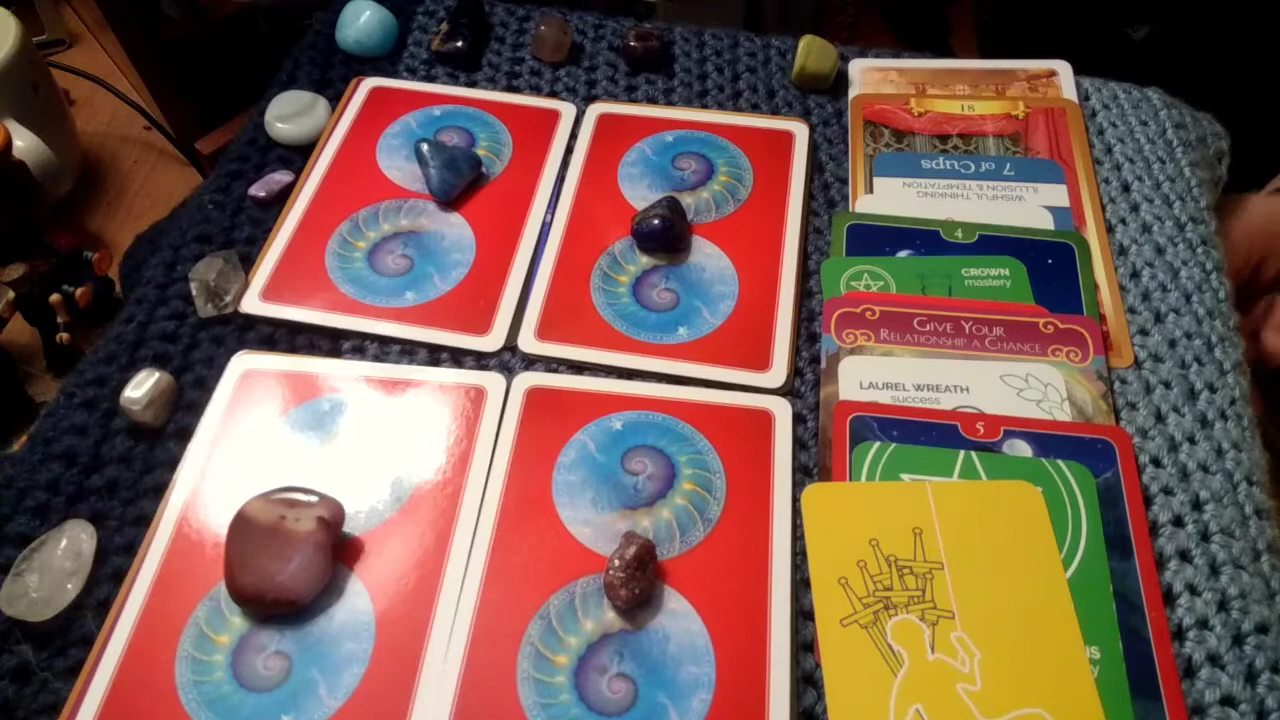 18
7 of Cups
WISHFUL THINKING
ILLUSION & TEMPTATION
4
CROWN
mastery
GIVE YOUR
RELATIONSHIP A CHANCE
LAUREL WREATH
success
5